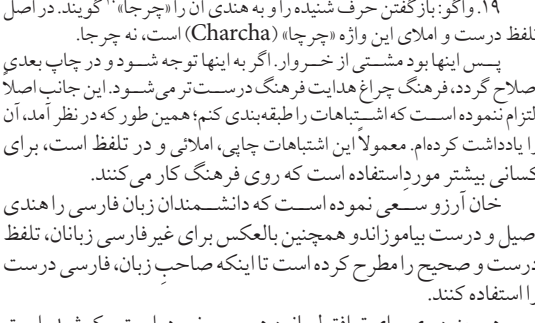 ۱۹. واگو: بازگفتن حرف شنیده را و به هندی آن را «چرجا»۱۰ گویند. در اصل
تلفظ درست و املای این واژه «چرچا» (Charcha) است، نه چرجا.
پس اینها بود مشتی از خروار. اگر به اینها توجه شود و در چاپ بعدی
صلاح گردد، فرهنگ چراغ هدایت فرهنگ درست‌تر می‌شود. این جانب اصلاً
لتزام ننموده است که اشتباهات را طبقه‌بندی کنم؛ همین طور که در نظر آمد، آن
را یادداشت کرده‌ام. معمولاً این اشتباهات چاپی، املائی و در تلفظ است، برای
کسانی بیشتر موردِ استفاده است که روی فرهنگ کار می‌کنند.
خان آرزو سعی نموده است که دانشمندان زبان فارسی را هندی
صیل و درست بیاموزاندو همچنین بالعکس برای غیرفارسی زبانان، تلفظ
درست و صحیح را مطرح کرده است تا اینکه صاحبِ زبان، فارسی درست
را استفاده کنند.